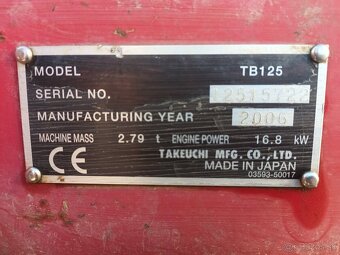 MODEL TB125
SERIAL NO. 12515722
MANUFACTURING YEAR 2006
MACHINE MASS 2.79 t ENGINE POWER 16.8 kW
CE TAKEUCHI MFG. CO., LTD.
MADE IN JAPAN
03593-50017